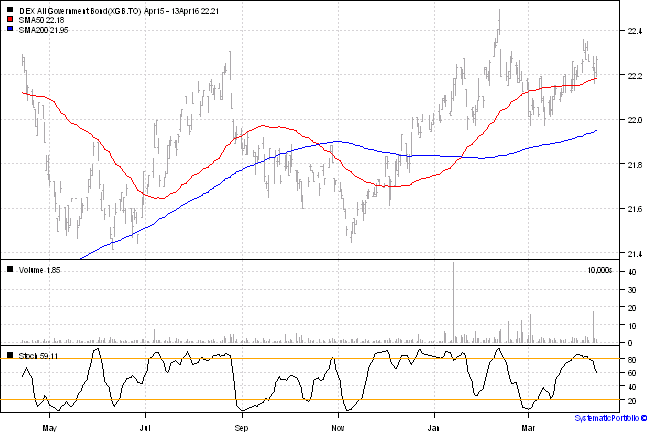 DEX All Government Bond(XGB.TO) Apr15 - 13Apr16 22.21
SMA50 22.18
SMA200 21.95
22.4
22.2
22.0
21.8
21.6
21.4
Volume 1.85
10,000s
40
30
20
10
0
Stoch 59.11
80
60
40
20
May
Jul
Sep
Nov
Jan
Mar
SystematicPortfolio ©